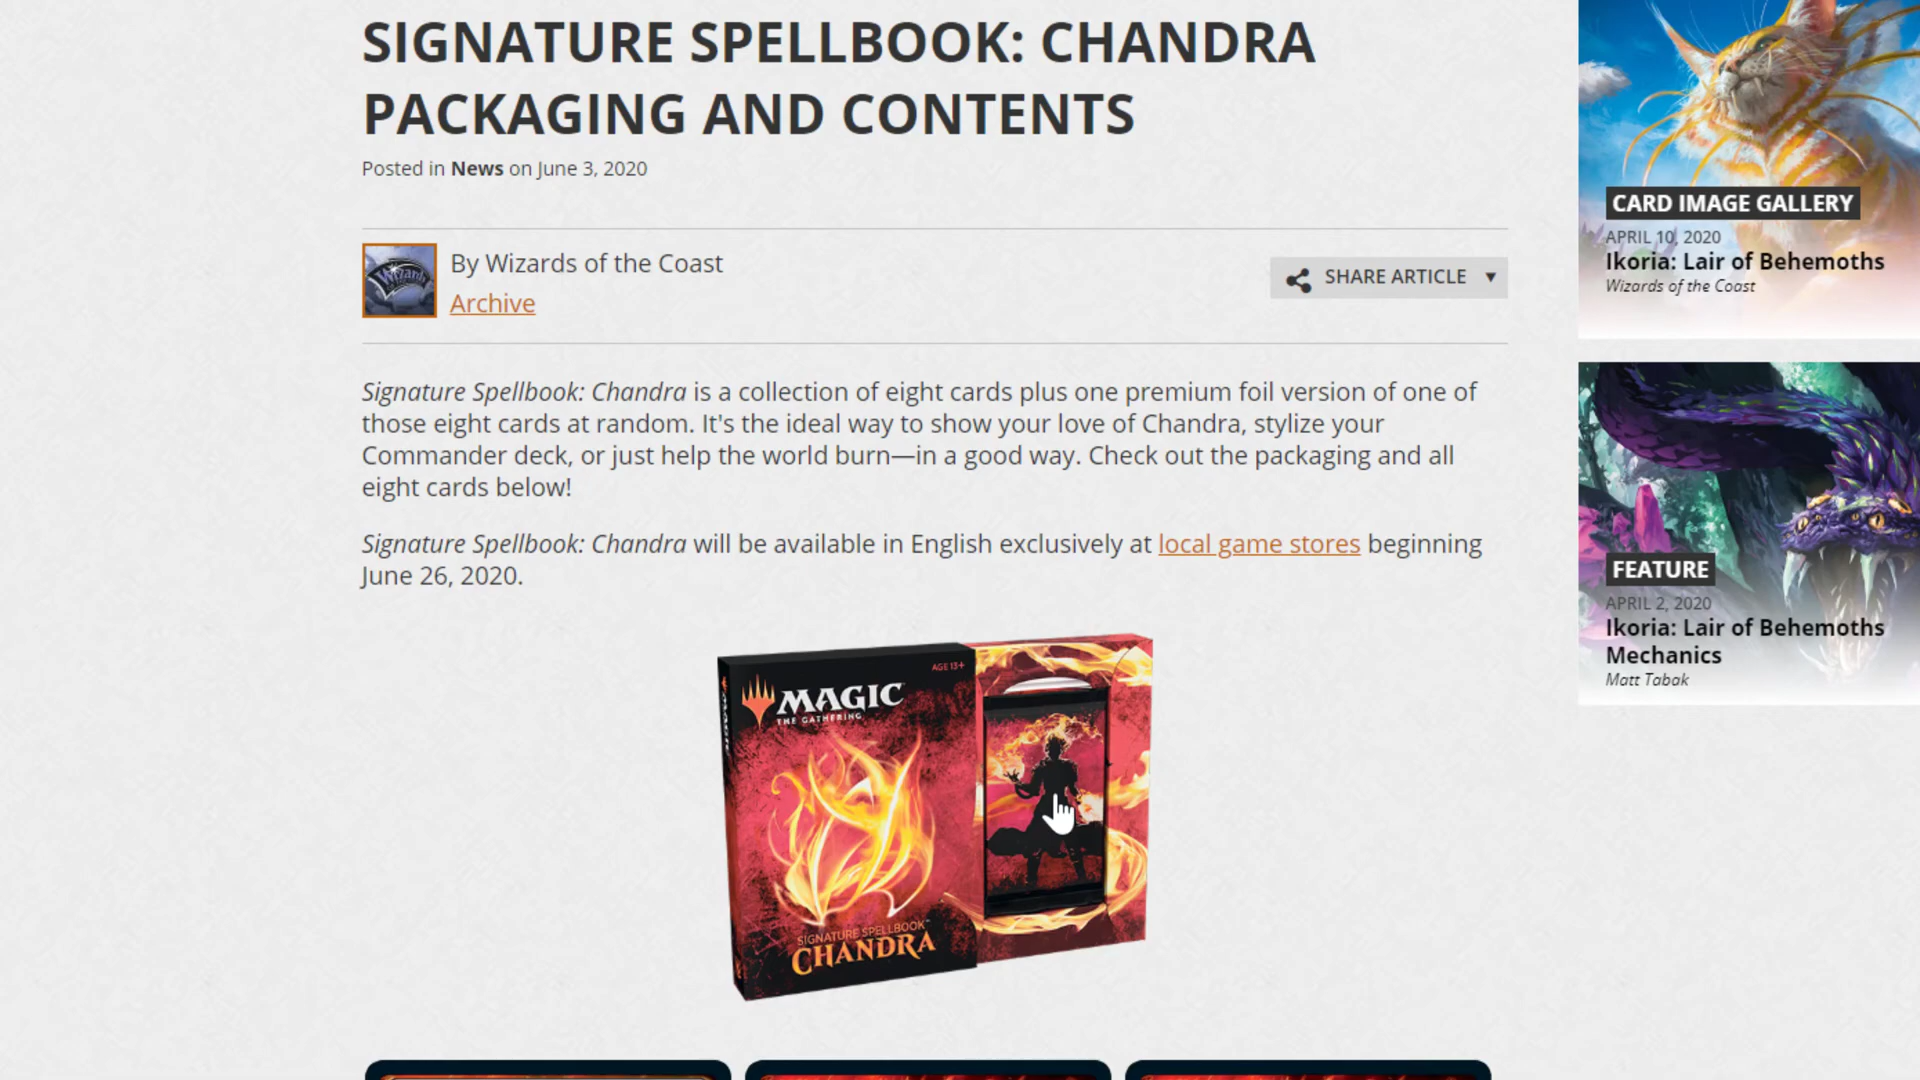 SIGNATURE SPELLBOOK: CHANDRA
PACKAGING AND CONTENTS
Posted in News on June 3, 2020
Wizards
By Wizards of the Coast
Archive
SHARE ARTICLE ▼
Signature Spellbook: Chandra is a collection of eight cards plus one premium foil version of one of
those eight cards at random. It's the ideal way to show your love of Chandra, stylize your
Commander deck, or just help the world burn—in a good way. Check out the packaging and all
eight cards below!
Signature Spellbook: Chandra will be available in English exclusively at local game stores beginning
June 26, 2020.
AGE 13+
MAGIC
THE GATHERING
SIGNATURE SPELLBOOK™
CHANDRA
CARD IMAGE GALLERY
APRIL 10, 2020
Ikoria: Lair of Behemoths
Wizards of the Coast
FEATURE
APRIL 2, 2020
Ikoria: Lair of Behemoths
Mechanics
Matt Tabak